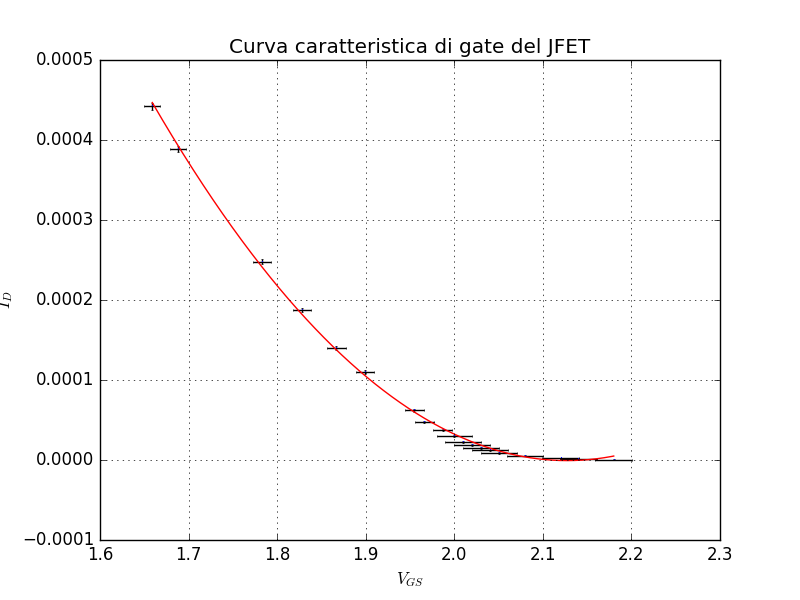 Curva caratteristica di gate del JFET
0.0005
0.0004
0.0003
0.0002
0.0001
0.0000
−0.0001
I_D
1.6 1.7 1.8 1.9 2.0 2.1 2.2 2.3
V_GS